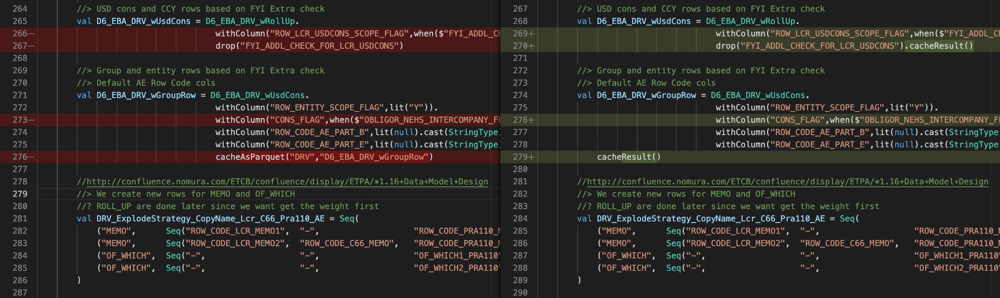 264 //> USD cons and CCY rows based on FYI Extra check
265 val D6_EBA_DRV_wUsdCons = D6_EBA_DRV_wRollUp.
266— withColumn("ROW_LCR_USDCONS_SCOPE_FLAG",when($"FYI_ADDL_CH
267— drop("FYI_ADDL_CHECK_FOR_LCR_USDCONS")
268
269 //> Group and entity rows based on FYI Extra check
270 //> Default AE Row Code cols
271 val D6_EBA_DRV_wGroupRow = D6_EBA_DRV_wUsdCons.
272 withColumn("ROW_ENTITY_SCOPE_FLAG",lit("Y")).
273— withColumn("CONS_FLAG",when($"OBLIGOR_NEHS_INTERCOMPANY_FL
274 withColumn("ROW_CODE_AE_PART_B",lit(null).cast(StringType)
275 withColumn("ROW_CODE_AE_PART_E",lit(null).cast(StringType)
276— cacheAsParquet("DRV","D6_EBA_DRV_wGroupRow")
277
278 //http://confluence.nomura.com/ETCB/confluence/display/ETPA/*1.16+Data+Model+Design
279 //> We create new rows for MEMO and OF_WHICH
280 //? ROLL_UP are done later since we want get the weight first
281 val DRV_ExplodeStrategy_CopyName_Lcr_C66_Pra110_AE = Seq(
282 ("MEMO", Seq("ROW_CODE_LCR_MEMO1", "-", "ROW_CODE_PRA110_M
283 ("MEMO", Seq("ROW_CODE_LCR_MEMO2", "ROW_CODE_C66_MEMO", "ROW_CODE_PRA110_M
284 ("OF_WHICH", Seq("-", "-", "OF_WHICH1_PRA110"
285 ("OF_WHICH", Seq("-", "-", "OF_WHICH2_PRA110"
286 )
287
267 //> USD cons and CCY rows based on FYI Extra check
268 val D6_EBA_DRV_wUsdCons = D6_EBA_DRV_wRollUp.
269+ withColumn("ROW_LCR_USDCONS_SCOPE_FLAG",when($"FYI_ADDL_C
270+ drop("FYI_ADDL_CHECK_FOR_LCR_USDCONS").cacheResult()
271
272 //> Group and entity rows based on FYI Extra check
273 //> Default AE Row Code cols
274 val D6_EBA_DRV_wGroupRow = D6_EBA_DRV_wUsdCons.
275 withColumn("ROW_ENTITY_SCOPE_FLAG",lit("Y")).
276+ withColumn("CONS_FLAG",when($"OBLIGOR_NEHS_INTERCOMPANY_F
277 withColumn("ROW_CODE_AE_PART_B",lit(null).cast(StringType
278 withColumn("ROW_CODE_AE_PART_E",lit(null).cast(StringType
279+ cacheResult()
280
281 //http://confluence.nomura.com/ETCB/confluence/display/ETPA/*1.16+Data+Model+Design
282 //> We create new rows for MEMO and OF_WHICH
283 //? ROLL_UP are done later since we want get the weight first
284 val DRV_ExplodeStrategy_CopyName_Lcr_C66_Pra110_AE = Seq(
285 ("MEMO", Seq("ROW_CODE_LCR_MEMO1", "-", "ROW_CODE_PRA110_M
286 ("MEMO", Seq("ROW_CODE_LCR_MEMO2", "ROW_CODE_C66_MEMO", "ROW_CODE_PRA110_M
287 ("OF_WHICH", Seq("-", "-", "OF_WHICH1_PRA110
288 ("OF_WHICH", Seq("-", "-", "OF_WHICH2_PRA110
289 )
290